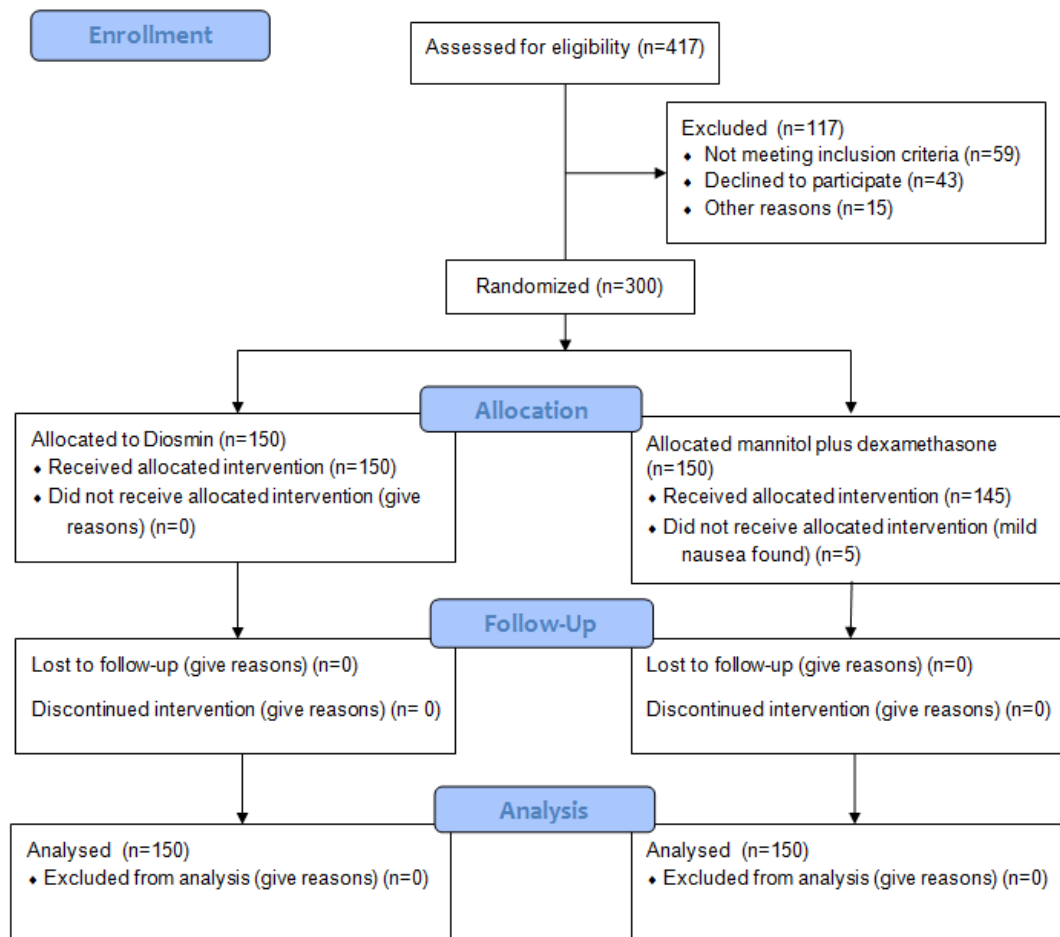 Enrollment
Assessed for eligibility (n=417)
Excluded (n=117)
⬧ Not meeting inclusion criteria (n=59)
⬧ Declined to participate (n=43)
⬧ Other reasons (n=15)
Randomized (n=300)
Allocation
Allocated to Diosmin (n=150)
⬧ Received allocated intervention (n=150)
⬧ Did not receive allocated intervention (give
reasons) (n=0)
Allocated mannitol plus dexamethasone
(n=150)
⬧ Received allocated intervention (n=145)
⬧ Did not receive allocated intervention (mild
nausea found) (n=5)
Follow-Up
Lost to follow-up (give reasons) (n=0)
Discontinued intervention (give reasons) (n= 0)
Lost to follow-up (give reasons) (n=0)
Discontinued intervention (give reasons) (n=0)
Analysis
Analysed (n=150)
⬧ Excluded from analysis (give reasons) (n=0)
Analysed (n=150)
⬧ Excluded from analysis (give reasons) (n=0)